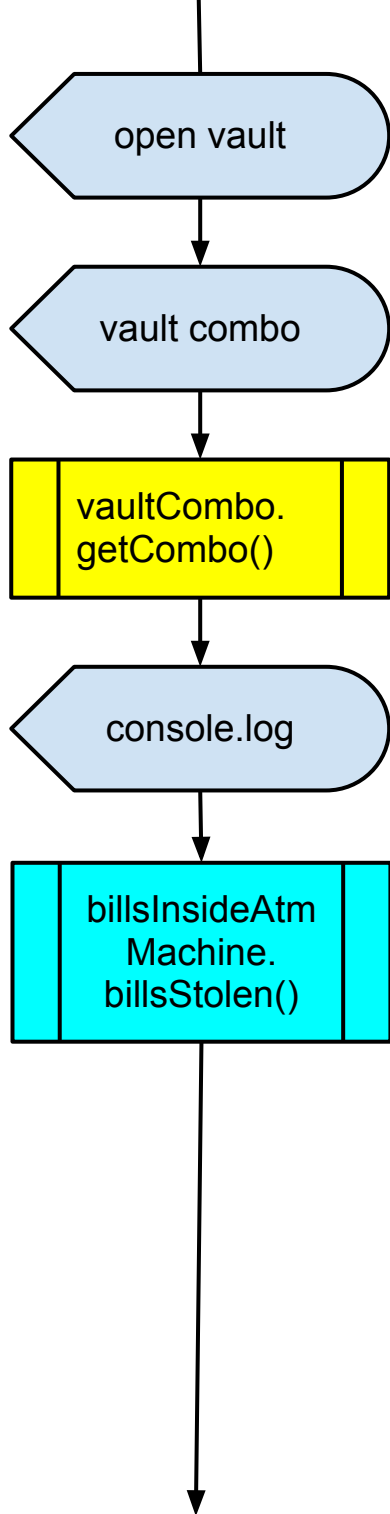 open vault
vault combo
vaultCombo.
getCombo()
console.log
billsInsideAtm
Machine.
billsStolen()